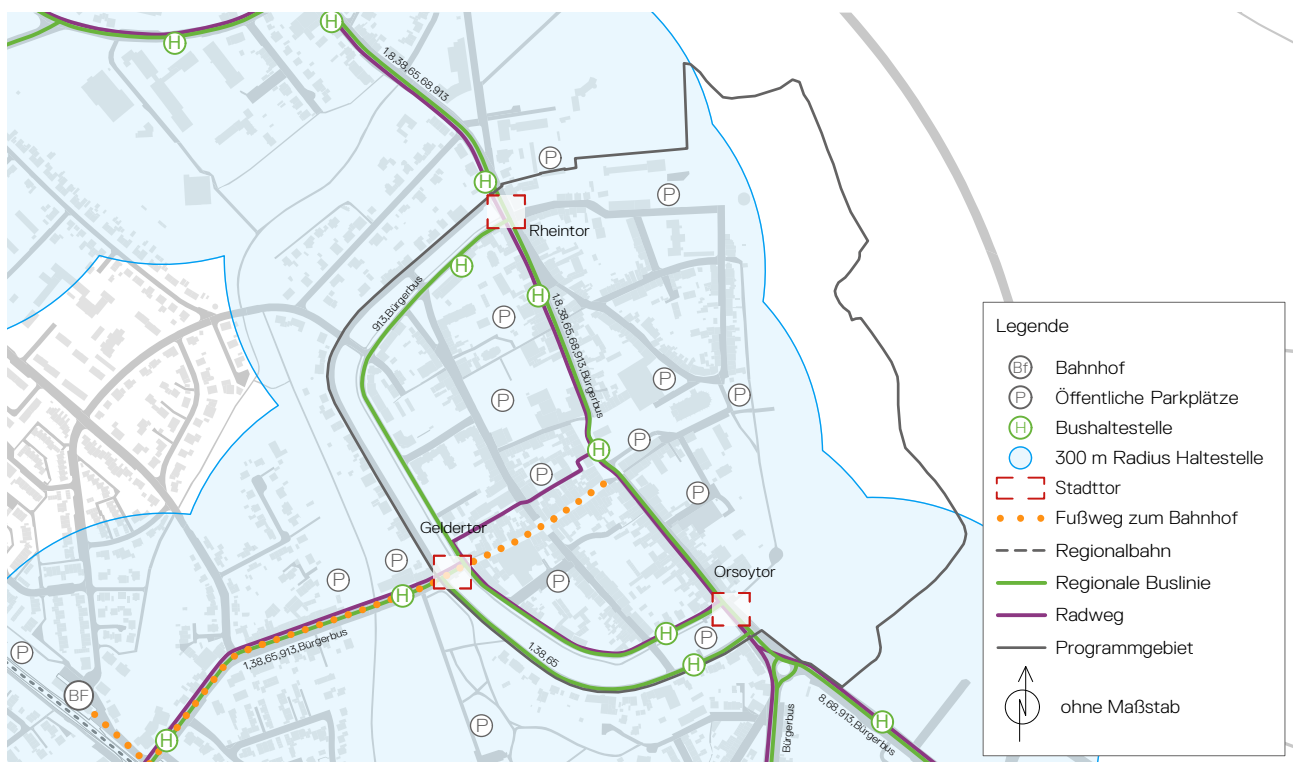 H
H
1,8,38,65,68,913
P
H
P
Rheintor
H
913,Bürgerbus
H
P
1,8,38,65,68,913,Bürgerbus
P
P
P
P
H
P
P
Geldertor
P
P
P
H
Orsoytor
H
P
1,38,65
1,38,65,913,Bürgerbus
H
P
BF
P
H
Bürgerbus
8,68,913,Bürgerbus
H
Legende
Bf Bahnhof
P Öffentliche Parkplätze
H Bushaltestelle
300 m Radius Haltestelle
Stadttor
Fußweg zum Bahnhof
Regionalbahn
Regionale Buslinie
Radweg
Programmgebiet
N ohne Maßstab